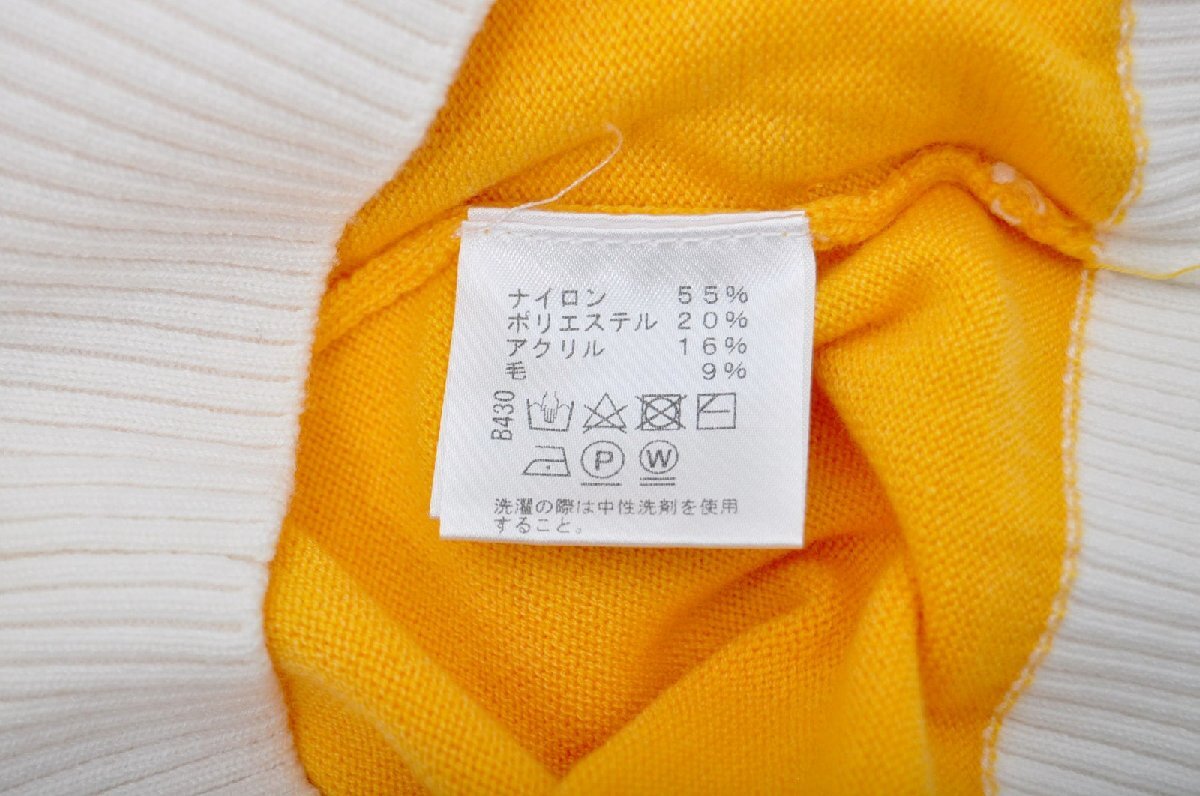 ナイロン 55%
ポリエステル 20%
アクリル 16%
毛 9%
B430
P W
洗濯の際は中性洗剤を使用
すること。